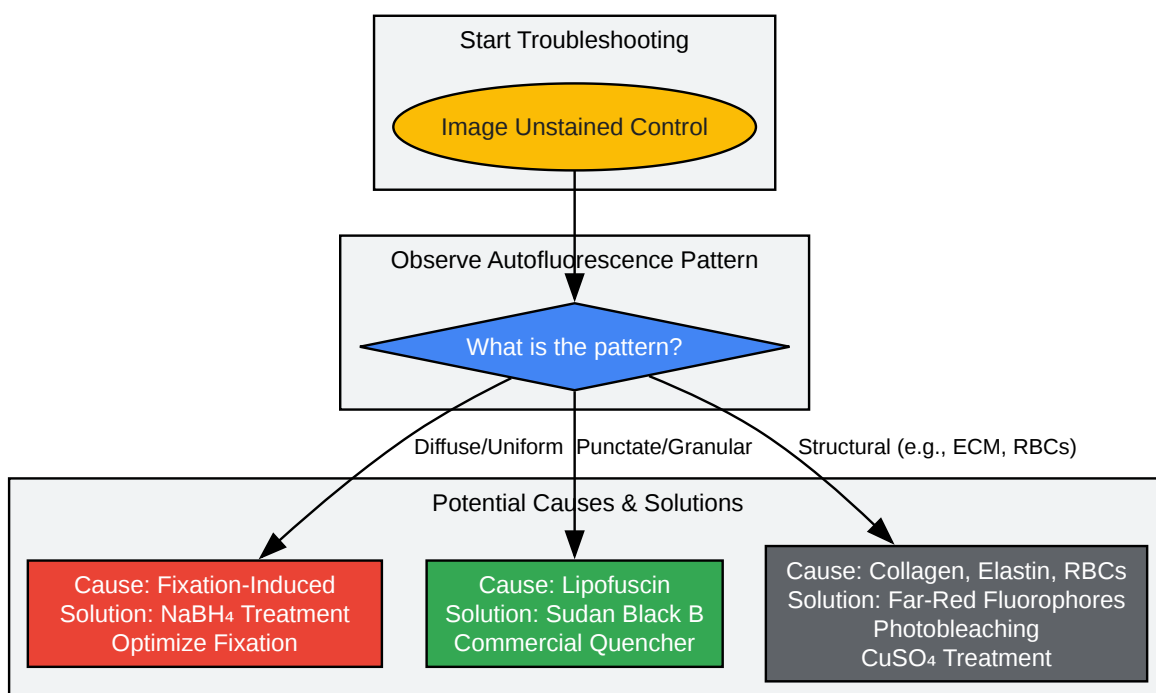 Start Troubleshooting
Image Unstained Control
Observe Autofluorescence Pattern
What is the pattern?
Diffuse/Uniform
Punctate/Granular
Structural (e.g., ECM, RBCs)
Potential Causes & Solutions
Cause: Fixation-Induced
Solution: NaBH₄ Treatment
Optimize Fixation
Cause: Lipofuscin
Solution: Sudan Black B
Commercial Quencher
Cause: Collagen, Elastin, RBCs
Solution: Far-Red Fluorophores
Photobleaching
CuSO₄ Treatment